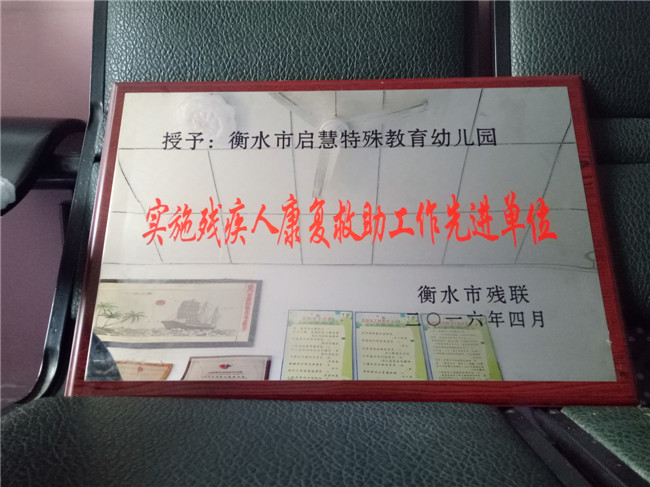 授予：衡水市启慧特殊教育幼儿园
实施残疾人康复救助工作先进单位
衡水市残联
二〇一六年四月